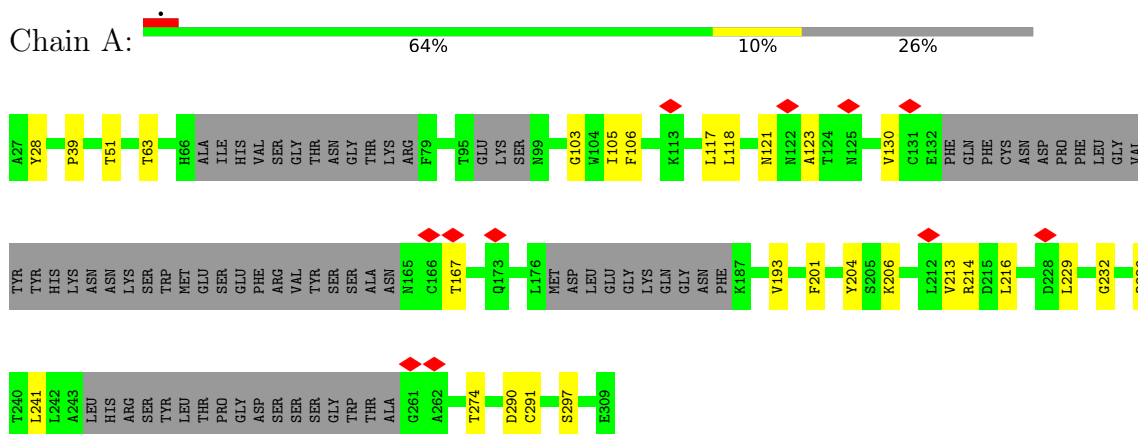 Chain A:
64% 10% 26%
A27 Y28 P39 T51 T63 H66 ALA ILE HIS VAL SER GLY THR ASN GLY THR LYS ARG F79 T95 GLU LYS SER N99 G103 W104 I105 F106 K113 L117 L118 N121 N122 A123 T124 N125 V130 C131 E132 PHE GLN PHE CYS ASN ASP PRO PHE LEU GLY VAL
TYR TYR HIS LYS ASN ASN LYS SER TRP MET GLU SER GLU PHE ARG VAL TYR SER SER ALA ASN N165 C166 T167 Q173 L176 MET ASP LEU GLU GLY LYS GLN GLY ASN PHE K187 V193 F201 Y204 S205 K206 L212 V213 R214 D215 L216 D228 L229 G232
T240 L241 L242 A243 LEU HIS ARG SER TYR LEU THR PRO GLY ASP SER SER SER GLY TRP THR ALA G261 A262 T274 D290 C291 S297 E309